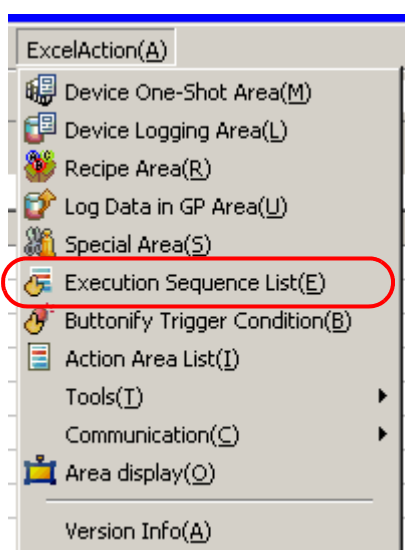 ExcelAction(A)
Device One-Shot Area(M)
Device Logging Area(L)
Recipe Area(R)
Log Data in GP Area(U)
Special Area(S)
Execution Sequence List(E)
Buttonify Trigger Condition(B)
Action Area List(I)
Tools(T)
Communication(C)
Area display(O)
Version Info(A)